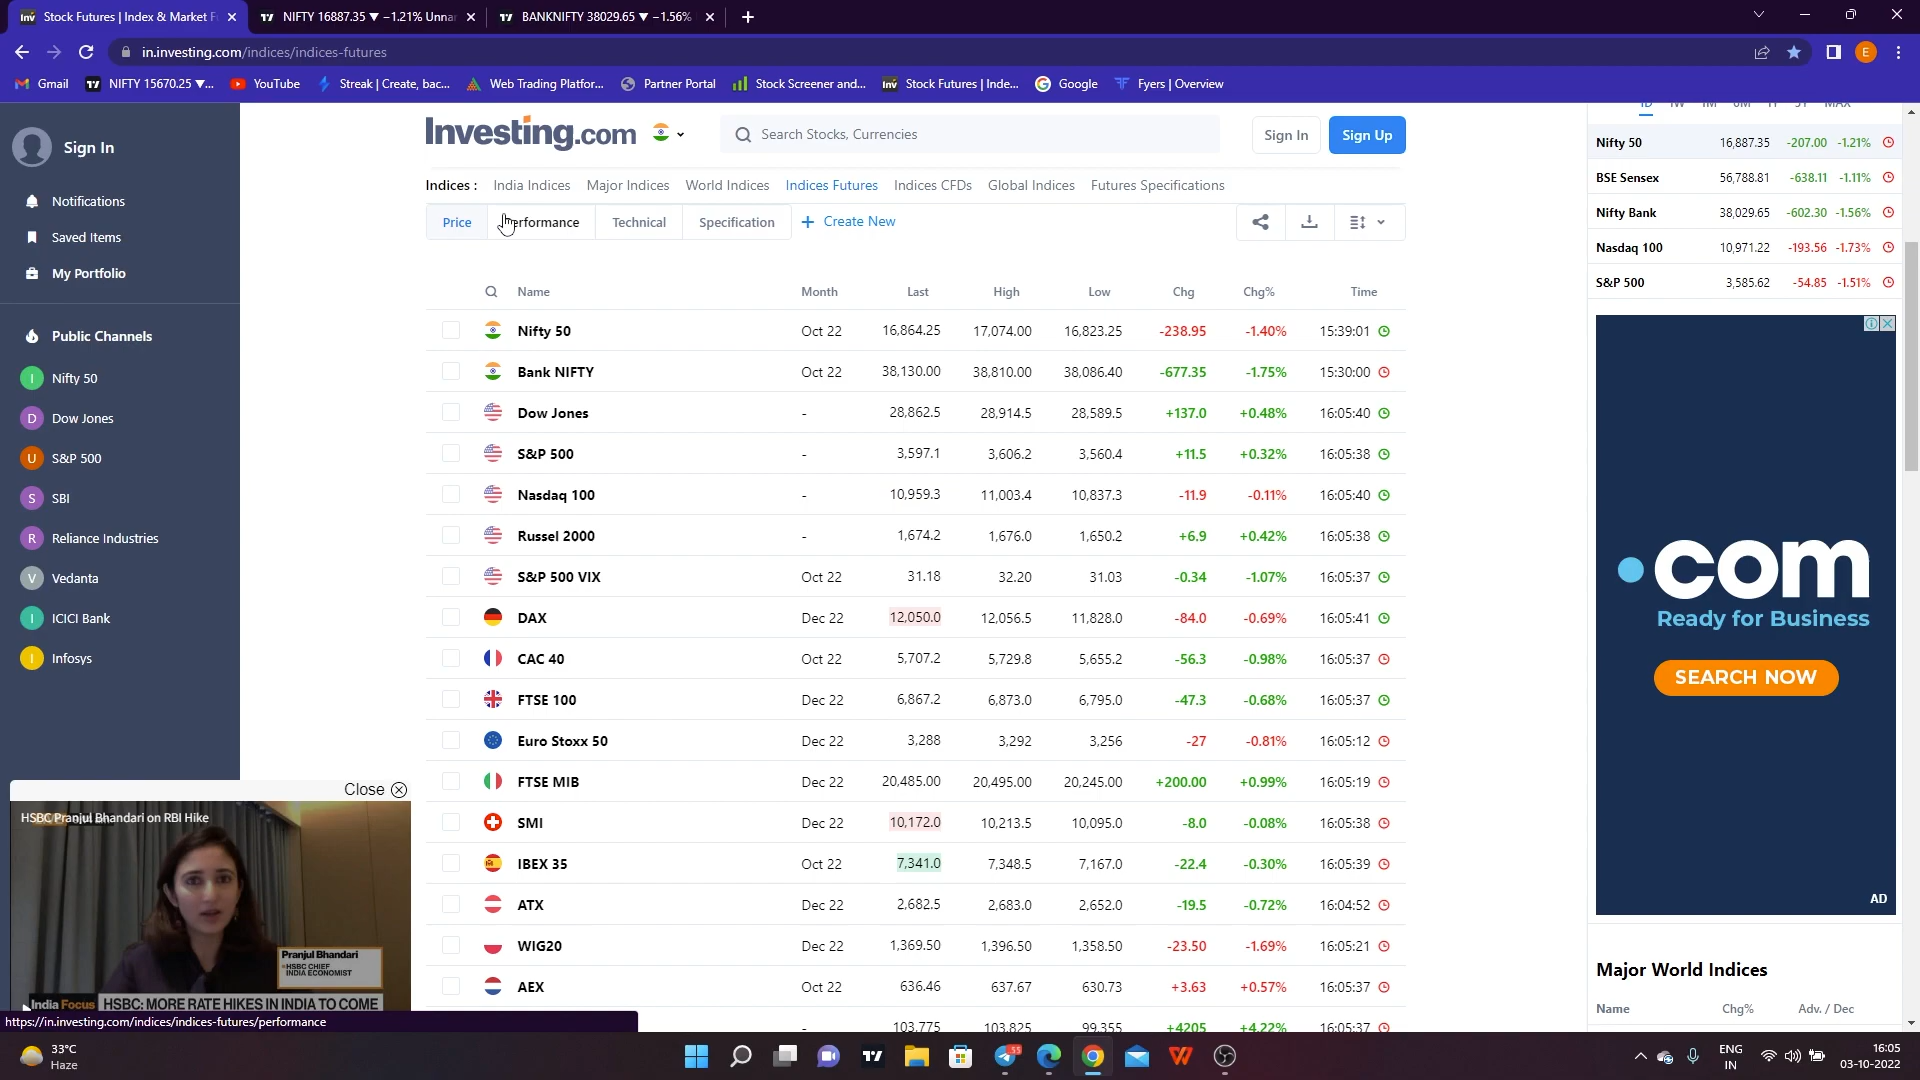 Stock Futures | Index & Market F
NIFTY 16887.35 ▼ −1.21% Unnar
BANKNIFTY 38029.65 ▼ −1.56%
in.investing.com/indices/indices-futures
E
Gmail
NIFTY 15670.25 ▼...
YouTube
Streak | Create, bac...
Web Trading Platfor...
Partner Portal
Stock Screener and...
Stock Futures | Inde...
Google
Fyers | Overview
Sign In
Notifications
Saved Items
My Portfolio
Public Channels
I Nifty 50
D Dow Jones
U S&P 500
S SBI
R Reliance Industries
V Vedanta
I ICICI Bank
I Infosys
Investing.com
Search Stocks, Currencies
Sign In
Sign Up
Indices : India Indices Major Indices World Indices Indices Futures Indices CFDs Global Indices Futures Specifications
Price Performance Technical Specification + Create New
Name Month Last High Low Chg Chg% Time
Nifty 50 Oct 22 16,864.25 17,074.00 16,823.25 -238.95 -1.40% 15:39:01
Bank NIFTY Oct 22 38,130.00 38,810.00 38,086.40 -677.35 -1.75% 15:30:00
Dow Jones - 28,862.5 28,914.5 28,589.5 +137.0 +0.48% 16:05:40
S&P 500 - 3,597.1 3,606.2 3,560.4 +11.5 +0.32% 16:05:38
Nasdaq 100 - 10,959.3 11,003.4 10,837.3 -11.9 -0.11% 16:05:40
Russel 2000 - 1,674.2 1,676.0 1,650.2 +6.9 +0.42% 16:05:38
S&P 500 VIX Oct 22 31.18 32.20 31.03 -0.34 -1.07% 16:05:37
DAX Dec 22 12,050.0 12,056.5 11,828.0 -84.0 -0.69% 16:05:41
CAC 40 Oct 22 5,707.2 5,729.8 5,655.2 -56.3 -0.98% 16:05:37
FTSE 100 Dec 22 6,867.2 6,873.0 6,795.0 -47.3 -0.68% 16:05:37
Euro Stoxx 50 Dec 22 3,288 3,292 3,256 -27 -0.81% 16:05:12
FTSE MIB Dec 22 20,485.00 20,495.00 20,245.00 +200.00 +0.99% 16:05:19
SMI Dec 22 10,172.0 10,213.5 10,095.0 -8.0 -0.08% 16:05:38
IBEX 35 Oct 22 7,341.0 7,348.5 7,167.0 -22.4 -0.30% 16:05:39
ATX Dec 22 2,682.5 2,683.0 2,652.0 -19.5 -0.72% 16:04:52
WIG20 Dec 22 1,369.50 1,396.50 1,358.50 -23.50 -1.69% 16:05:21
AEX Oct 22 636.46 637.67 630.73 +3.63 +0.57% 16:05:37
- 103,775 103,825 99,355 +4205 +4.22% 16:05:37
1D 1W 1M 6M 1Y 5Y MAX
Nifty 50 16,887.35 -207.00 -1.21%
BSE Sensex 56,788.81 -638.11 -1.11%
Nifty Bank 38,029.65 -602.30 -1.56%
Nasdaq 100 10,971.22 -193.56 -1.73%
S&P 500 3,585.62 -54.85 -1.51%
com
Ready for Business
SEARCH NOW
AD
Major World Indices
Name Chg% Adv. / Dec
Close
HSBC Pranjul Bhandari on RBI Hike
Pranjul Bhandari
HSBC CHIEF
INDIA ECONOMIST
India Focus HSBC: MORE RATE HIKES IN INDIA TO COME
https://in.investing.com/indices/indices-futures/performance
33°C
Haze
55
ENG
IN
16:05
03-10-2022